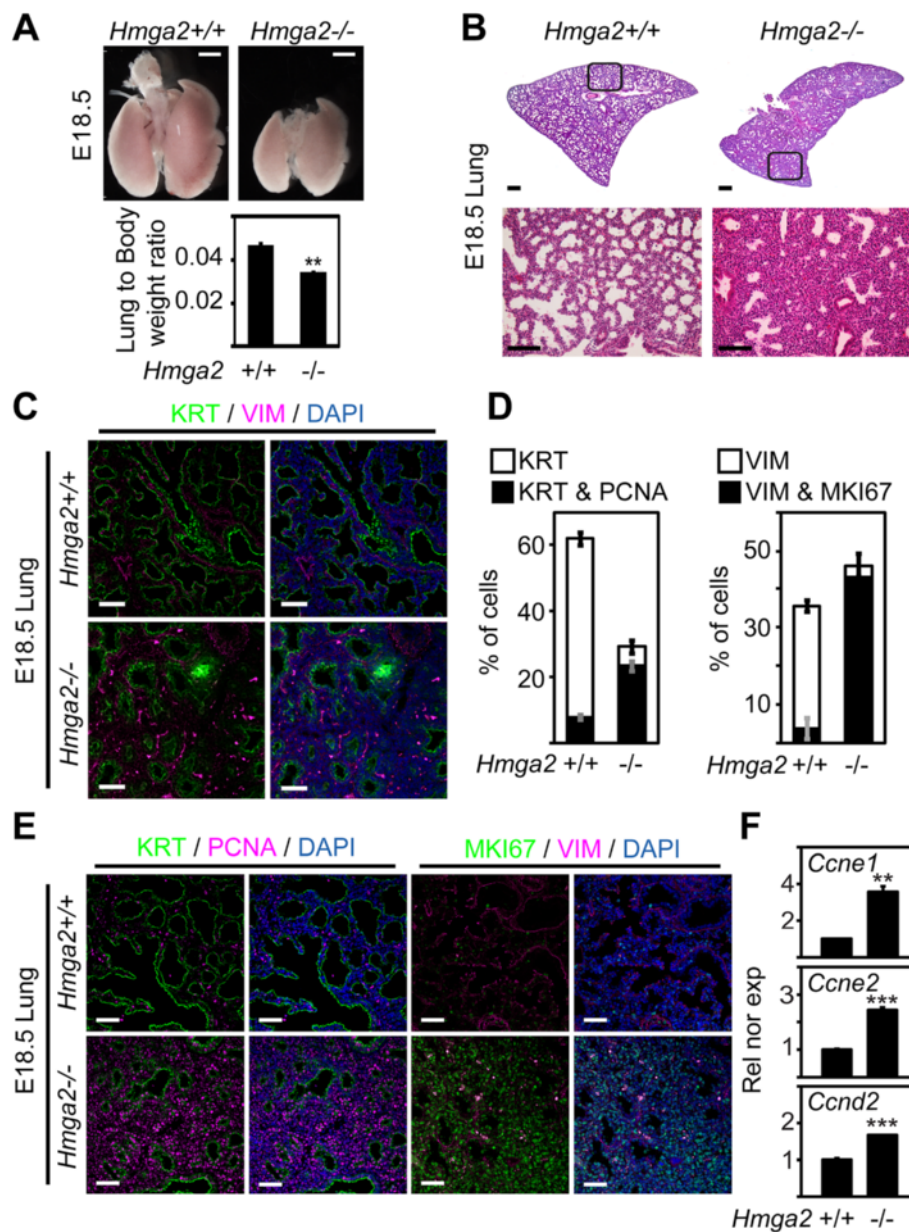 A
Hmga2+/+ Hmga2-/-
E18.5
Lung to Body
weight ratio
0.04
0.02
**
Hmga2 +/+ -/-
B
Hmga2+/+ Hmga2-/-
E18.5 Lung
C
KRT / VIM / DAPI
E18.5 Lung
Hmga2+/+
Hmga2-/-
D
KRT
KRT & PCNA
% of cells
60
40
20
Hmga2 +/+ -/-
VIM
VIM & MKI67
% of cells
50
30
10
+/+ -/-
E
KRT / PCNA / DAPI MKI67 / VIM / DAPI
E18.5 Lung
Hmga2+/+
Hmga2-/-
F
Rel nor exp
Ccne1
**
4
2
Ccne2
***
3
1
Ccnd2
***
2
1
Hmga2 +/+ -/-